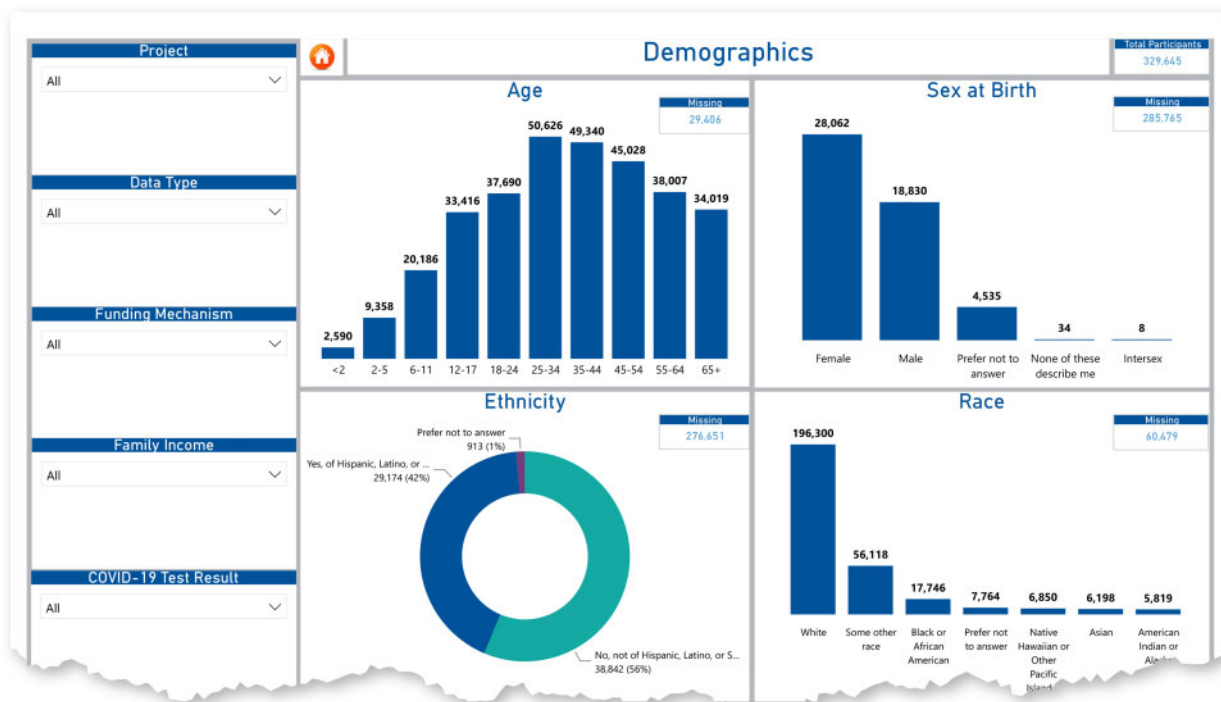 Project
All
Data Type
All
Funding Mechanism
All
Family Income
All
COVID-19 Test Result
All
Demographics
Total Participants
329,645
Age
Missing
29,406
2,590
9,358
20,186
33,416
37,690
50,626
49,340
45,028
38,007
34,019
<2 2-5 6-11 12-17 18-24 25-34 35-44 45-54 55-64 65+
Sex at Birth
Missing
285,765
28,062
18,830
4,535
34
8
Female
Male
Prefer not to
answer
None of these
describe me
Intersex
Ethnicity
Missing
276,651
Prefer not to answer
913 (1%)
Yes, of Hispanic, Latino, or ...
29,174 (42%)
No, not of Hispanic, Latino, or S...
38,842 (56%)
Race
Missing
60,479
196,300
56,118
17,746
7,764
6,850
6,198
5,819
White
Some other
race
Black or
African
American
Prefer not
to answer
Native
Hawaiian or
Other
Pacific
Asian
American
Indian or